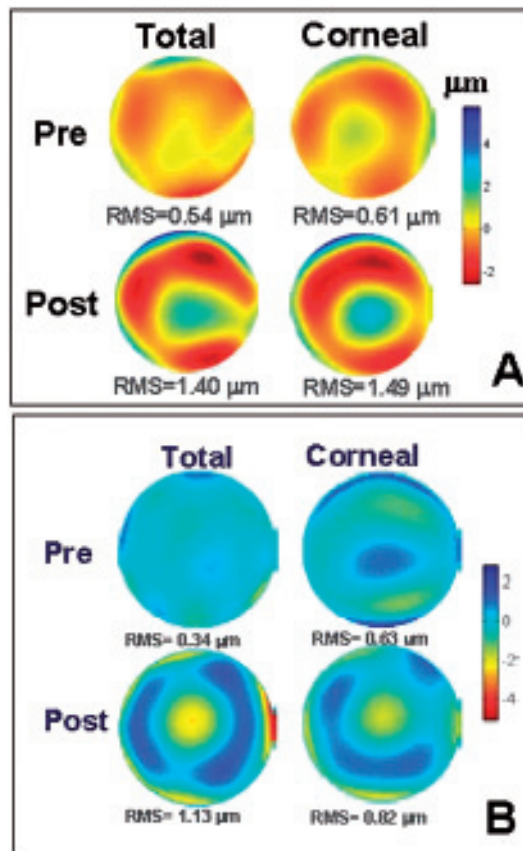 Total Corneal
μm
Pre
4
2
0
-2
RMS=0.54 μm RMS=0.61 μm
Post
RMS=1.40 μm RMS=1.49 μm
A
Total Corneal
Pre
2
0
-2
-4
RMS= 0.34 μm RMS= 0.63 μm
Post
RMS= 1.13 μm RMS= 0.82 μm
B